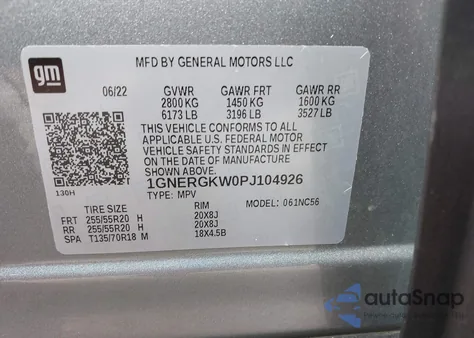 gm
MFD BY GENERAL MOTORS LLC
06/22 GVWR GAWR FRT GAWR RR
2800 KG 1450 KG 1600 KG
6173 LB 3196 LB 3527 LB
THIS VEHICLE CONFORMS TO ALL
APPLICABLE U.S. FEDERAL MOTOR
VEHICLE SAFETY STANDARDS IN EFFECT
ON THE DATE OF MANUFACTURE
SHOWN ABOVE.
1GNERGKW0PJ104926
130H
TYPE: MPV MODEL: 061NC56
TIRE SIZE RIM
FRT 255/55R20 H 20X8J
RR 255/55R20 H 20X8J
SPA T135/70R18 M 18X4.5B
autoSnap